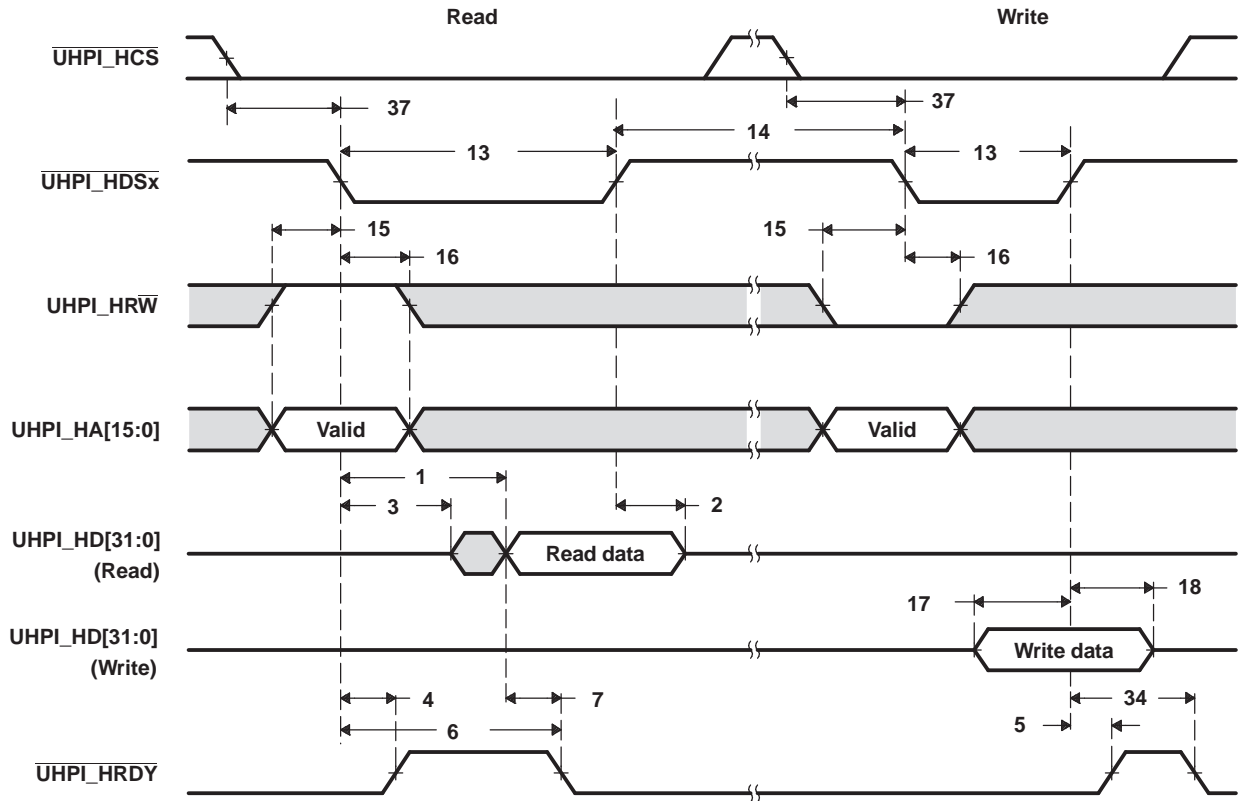 Read Write
UHPI_HCS
37 37
14
13 13
UHPI_HDSx
15 15
16 16
UHPI_HRW
UHPI_HA[15:0] Valid Valid
1
3 2
UHPI_HD[31:0]
(Read)
Read data
17 18
UHPI_HD[31:0]
(Write)
Write data
4 7 34
6 5
UHPI_HRDY